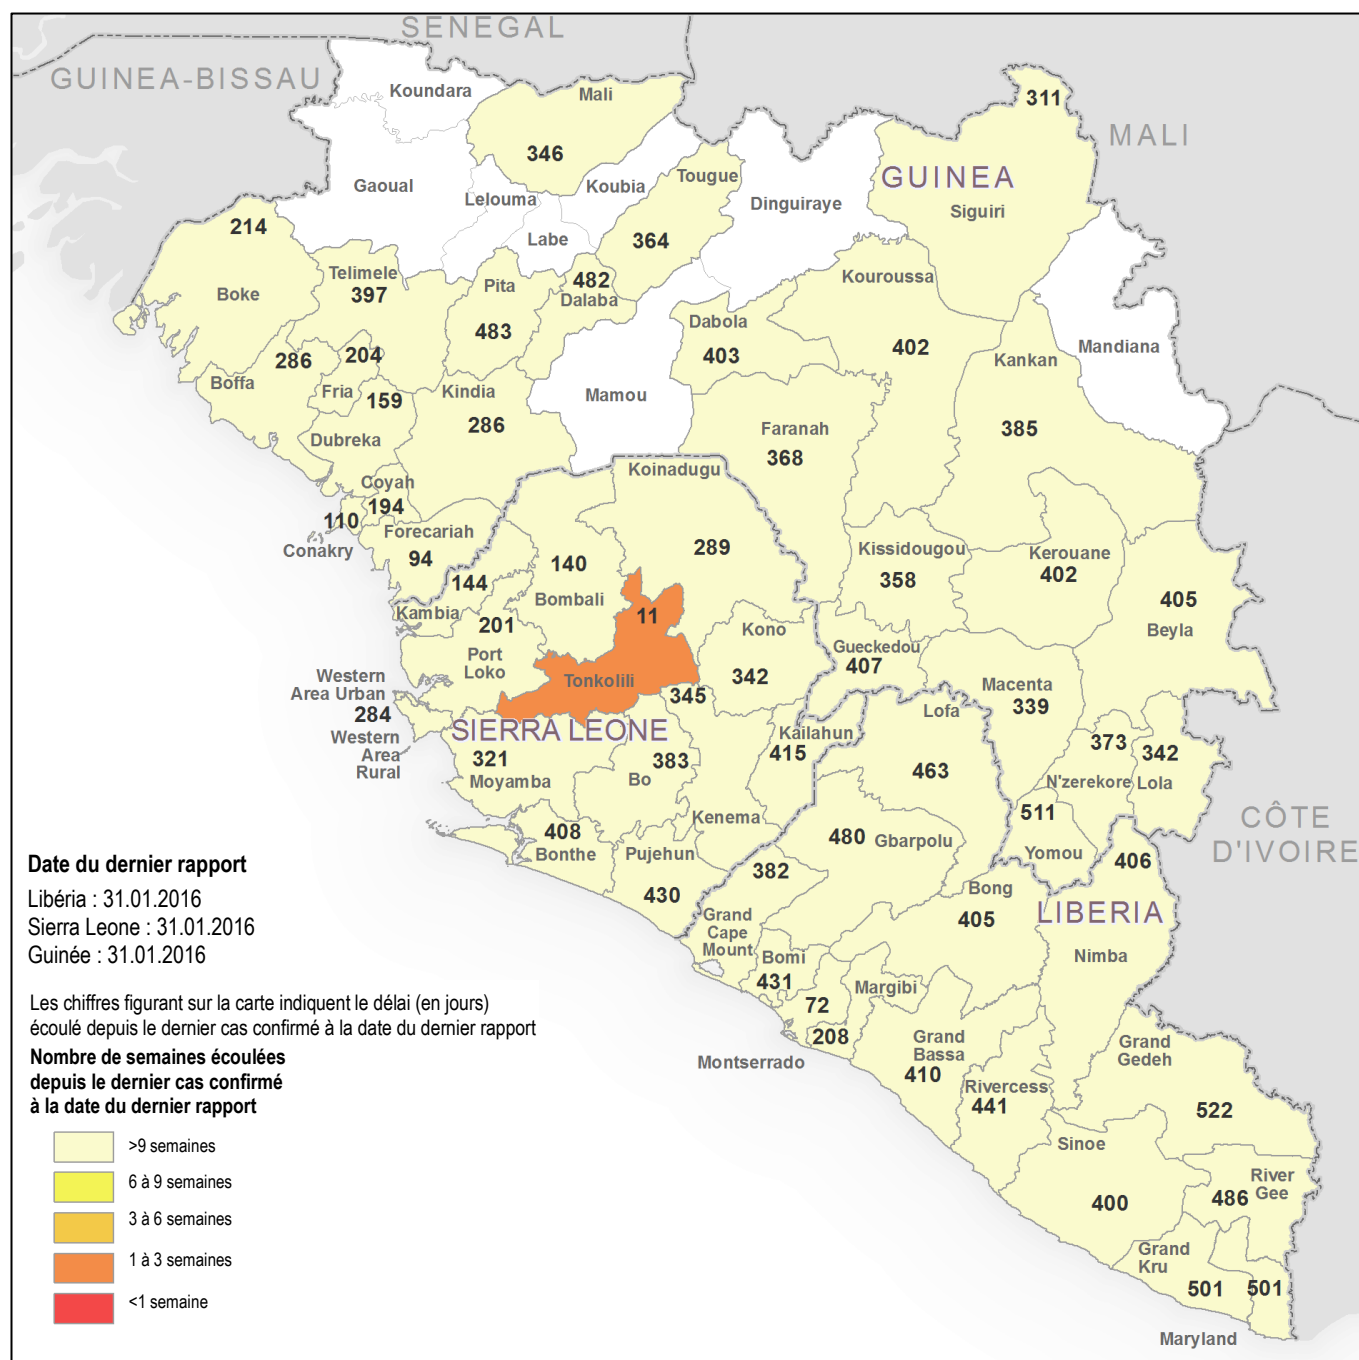 SENEGAL
GUINEA-BISSAU
Koundara
Mali
311
MALI
346
Gaoual
Koubia
Tougue
GUINEA
Lelouma
Dinguiraye
Siguiri
214
Labe
364
Telimele
397
Pita
482
Dalaba
Kouroussa
Boke
483
Dabola
403
402
Kankan
Mandiana
286
204
Boffa
Fria
159
Kindia
286
Mamou
Dubreka
Faranah
368
385
Coyah
194
110
Conakry
Forecariah
94
Koinadugu
289
140
Kissidougou
358
Kerouane
402
144
Bombali
Kambia
201
11
405
Beyla
Kono
342
Port
Loko
Gueckedou
407
Western
Area Urban
284
Tonkolili
345
Macenta
339
Lofa
Western
Area
Rural
SIERRA LEONE
Kailahun
415
373
342
321
Moyamba
383
Bo
463
N'zerekore
Lola
Kenema
511
CÔTE
D'IVOIRE
408
Bonthe
Pujehun
480
Gbarpolu
Yomou
406
382
430
Bong
405
LIBERIA
Grand
Cape
Mount
Nimba
Bomi
431
Margibi
72
208
Montserrado
Grand
Bassa
410
Grand
Gedeh
Rivercess
441
522
Sinoe
400
River
Gee
486
Grand
Kru
501
501
Maryland
Date du dernier rapport
Libéria : 31.01.2016
Sierra Leone : 31.01.2016
Guinée : 31.01.2016
Les chiffres figurant sur la carte indiquent le délai (en jours)
écoulé depuis le dernier cas confirmé à la date du dernier rapport
Nombre de semaines écoulées
depuis le dernier cas confirmé
à la date du dernier rapport
>9 semaines
6 à 9 semaines
3 à 6 semaines
1 à 3 semaines
<1 semaine